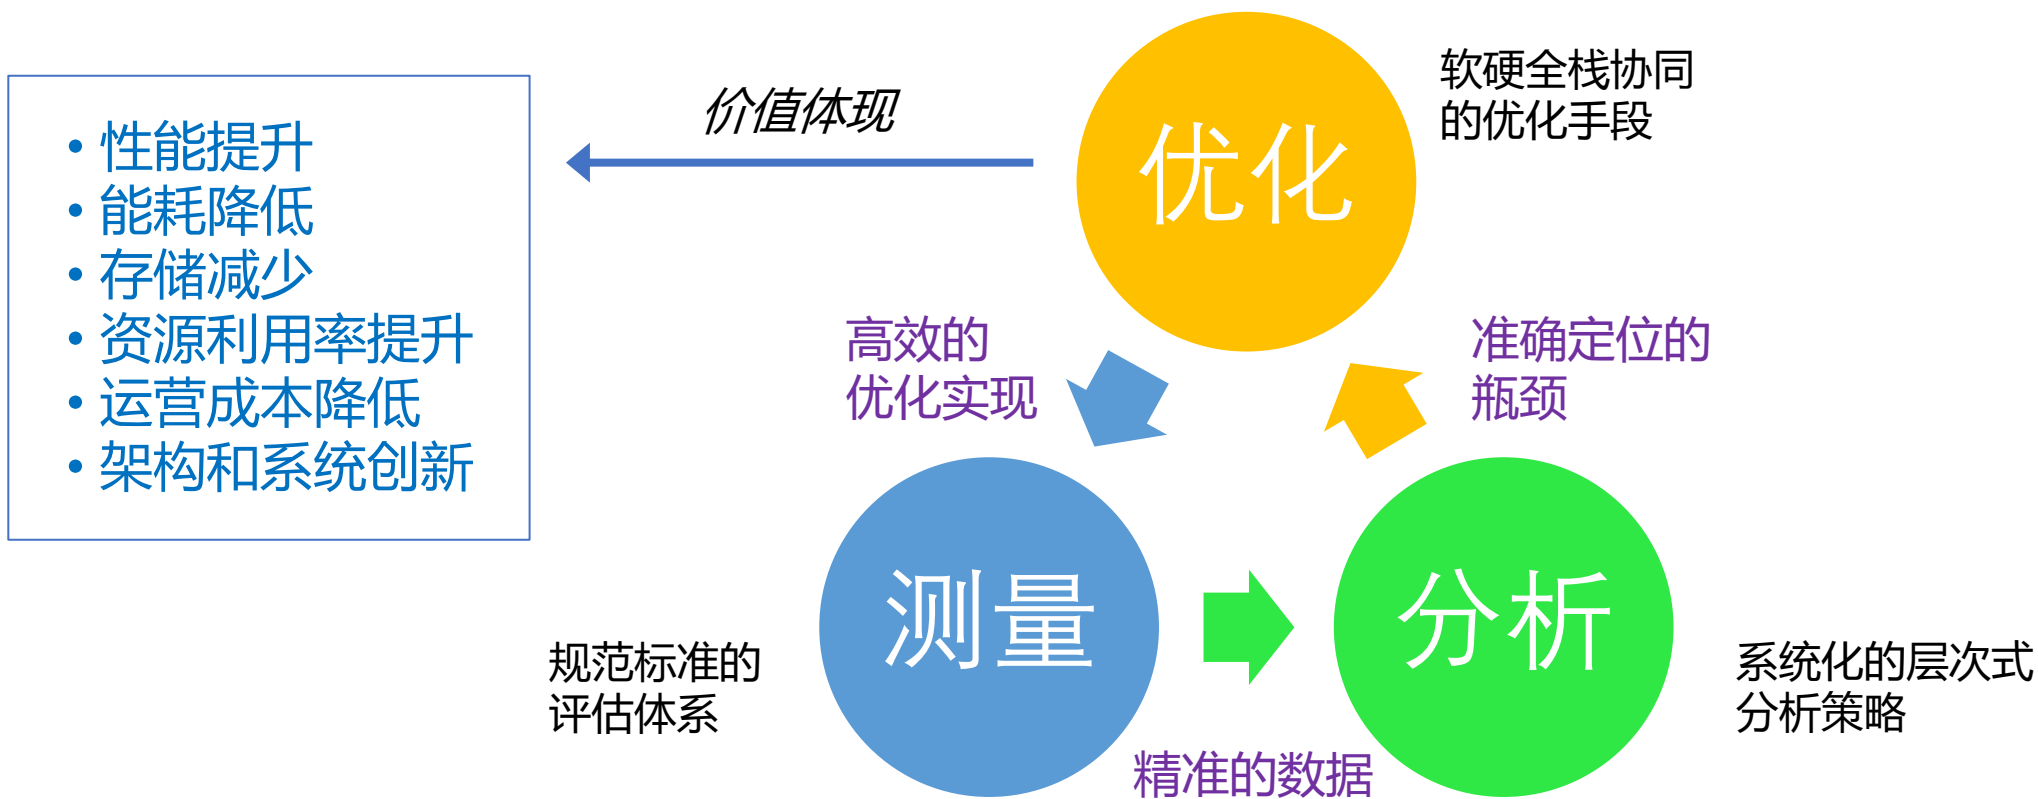 • 性能提升
• 能耗降低
• 存储减少
• 资源利用率提升
• 运营成本降低
• 架构和系统创新
价值体现
优化
软硬全栈协同
的优化手段
高效的
优化实现
准确定位的
瓶颈
测量
分析
规范标准的
评估体系
系统化的层次式
分析策略
精准的数据